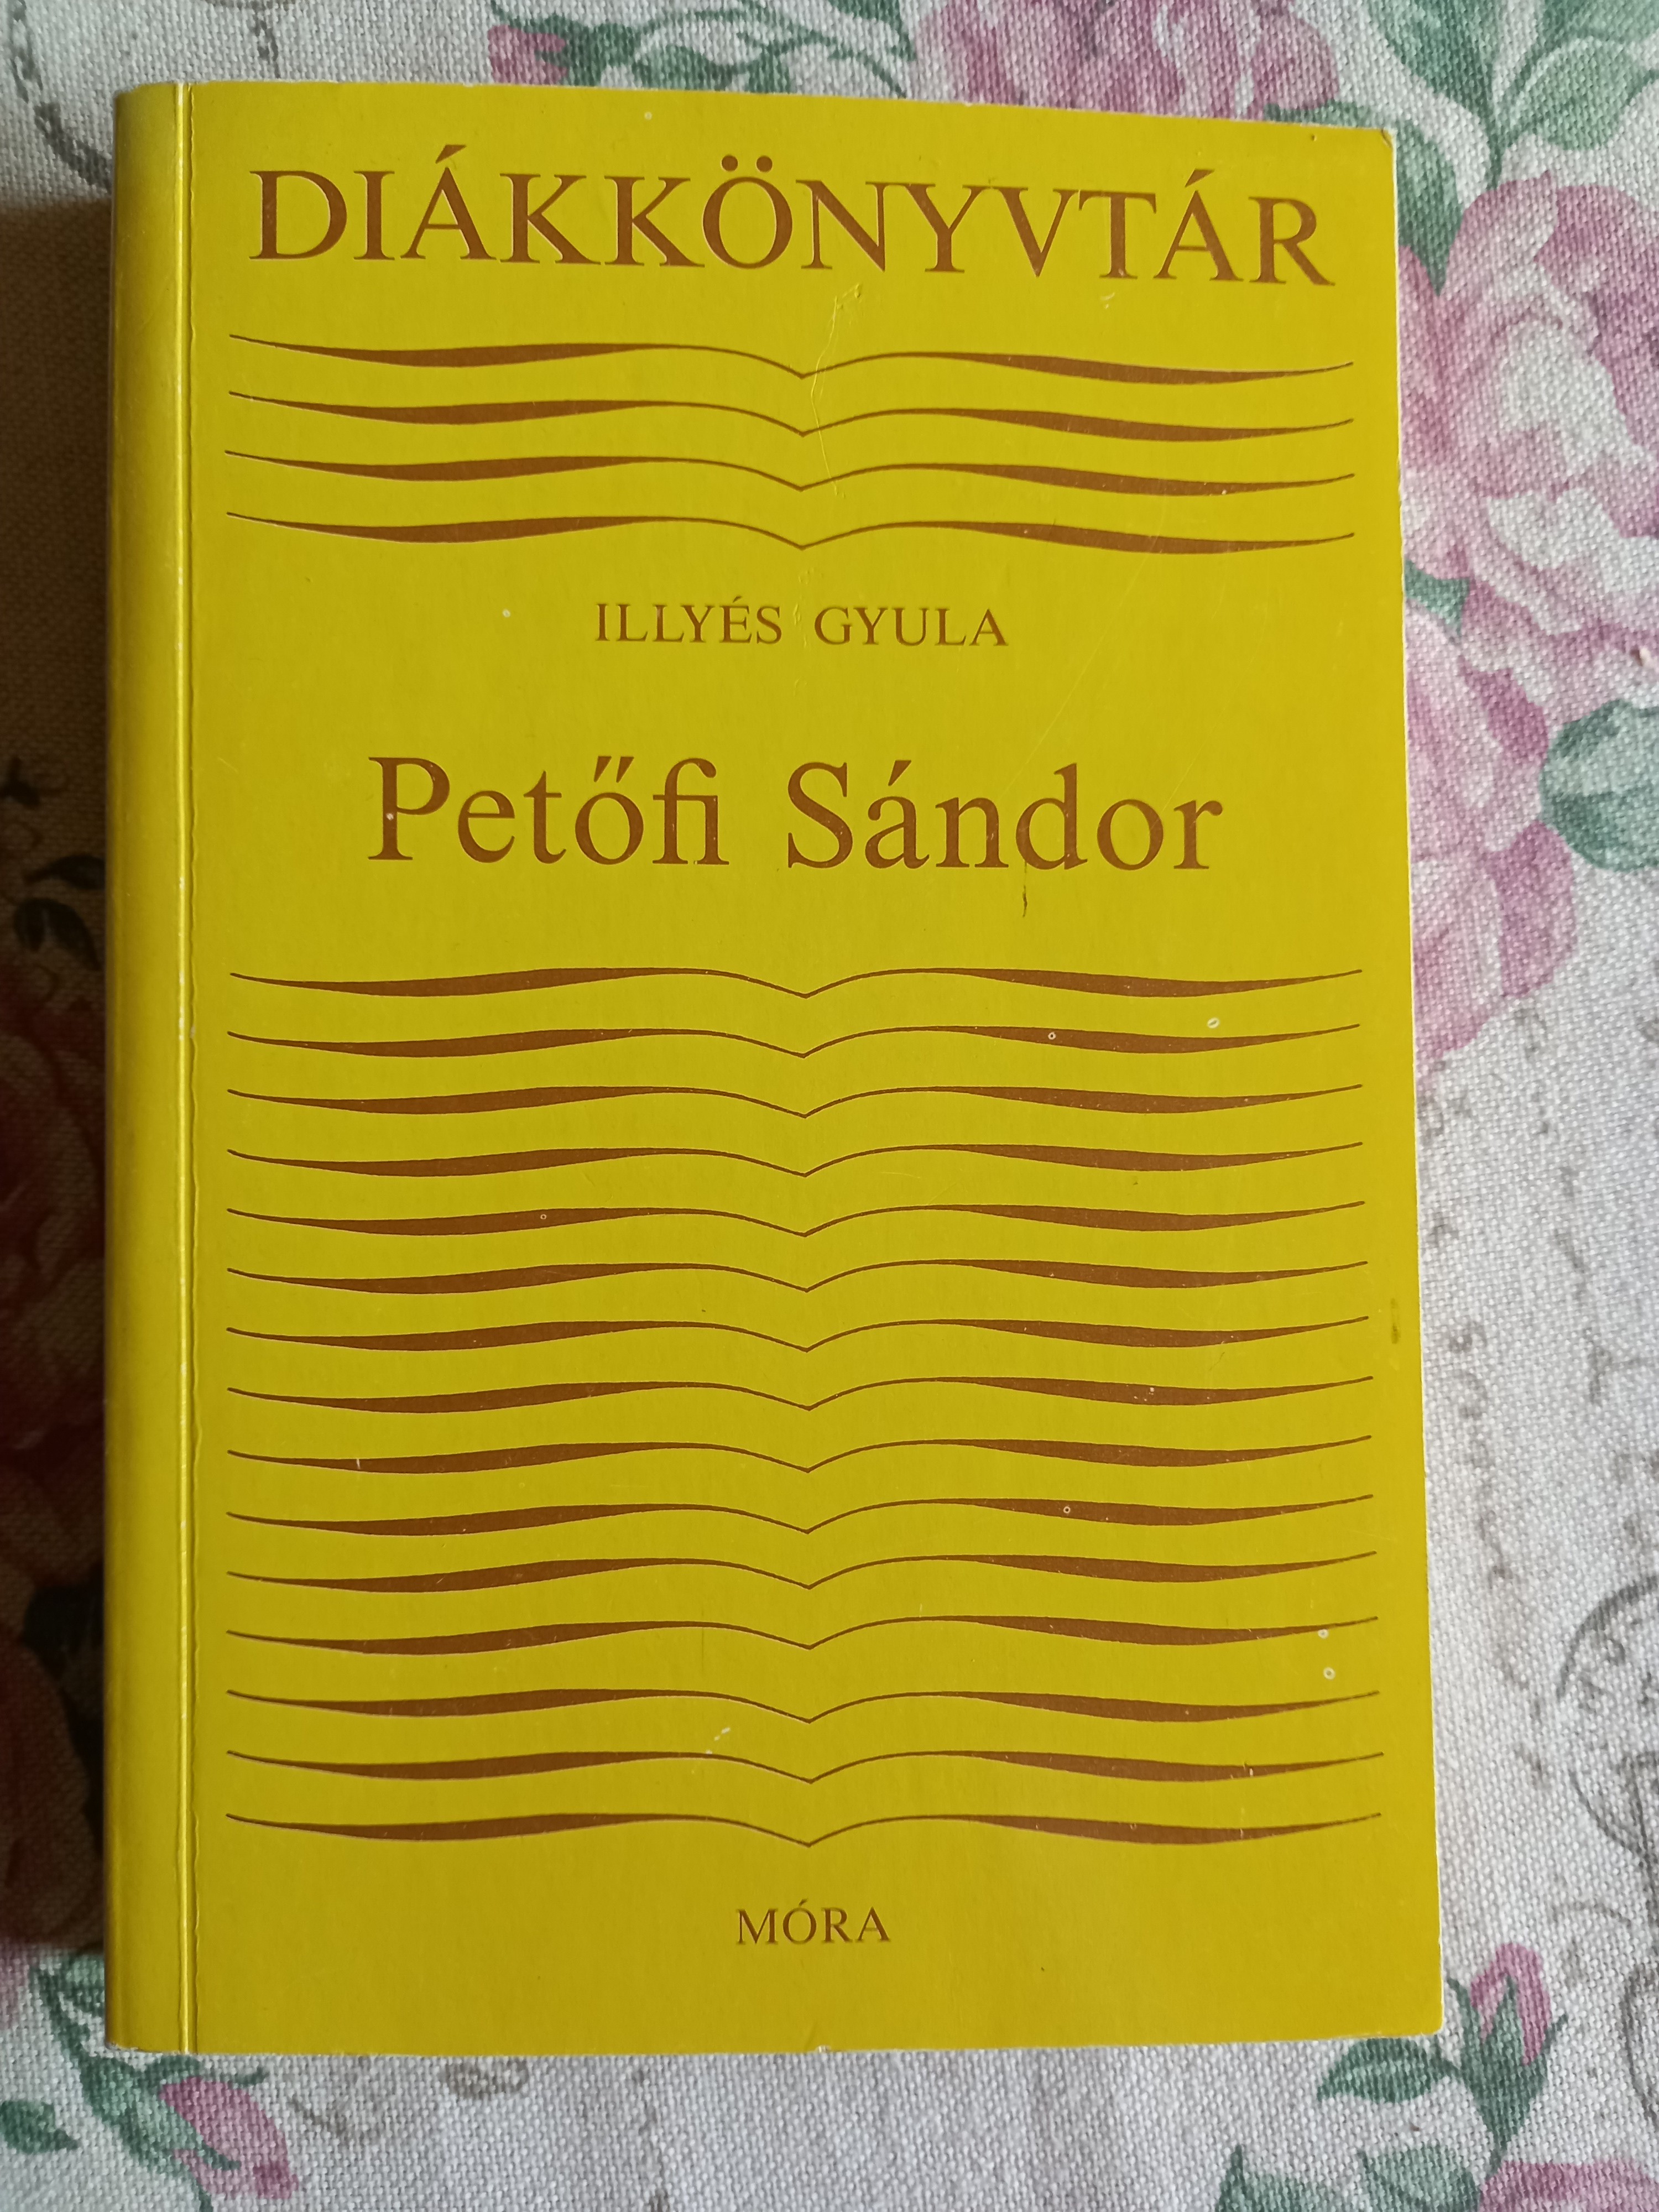 DIÁKKÖNYVTÁR
ILLYÉS GYULA
Petőfi Sándor
MÓRA